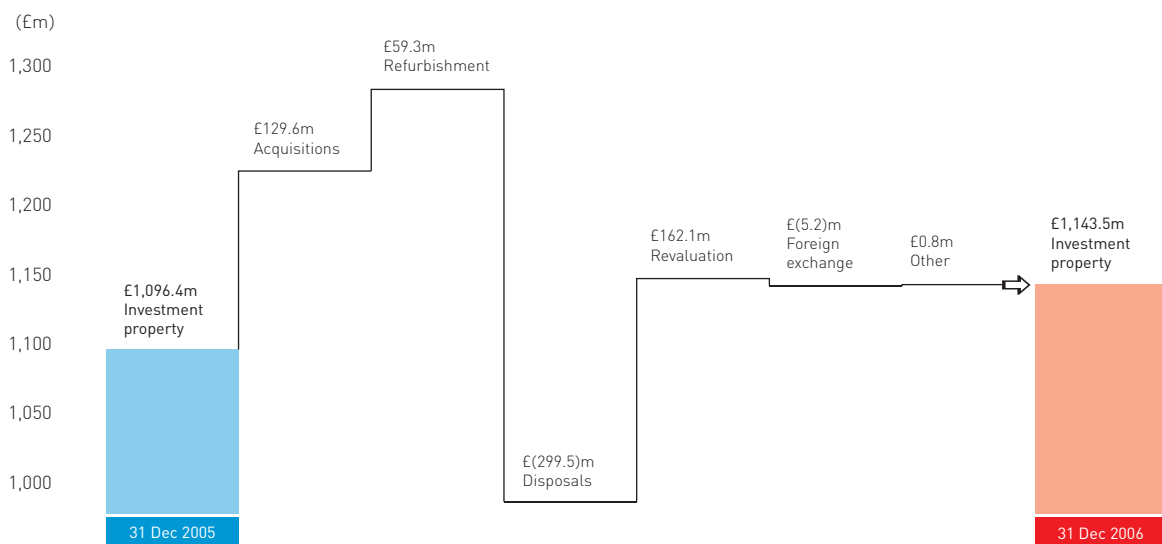 (£m)
1,300
1,250
1,200
1,150
1,100
1,050
1,000
£1,096.4m
Investment
property
31 Dec 2005
£129.6m
Acquisitions
£59.3m
Refurbishment
£(299.5)m
Disposals
£162.1m
Revaluation
£(5.2)m
Foreign
exchange
£0.8m
Other
£1,143.5m
Investment
property
31 Dec 2006